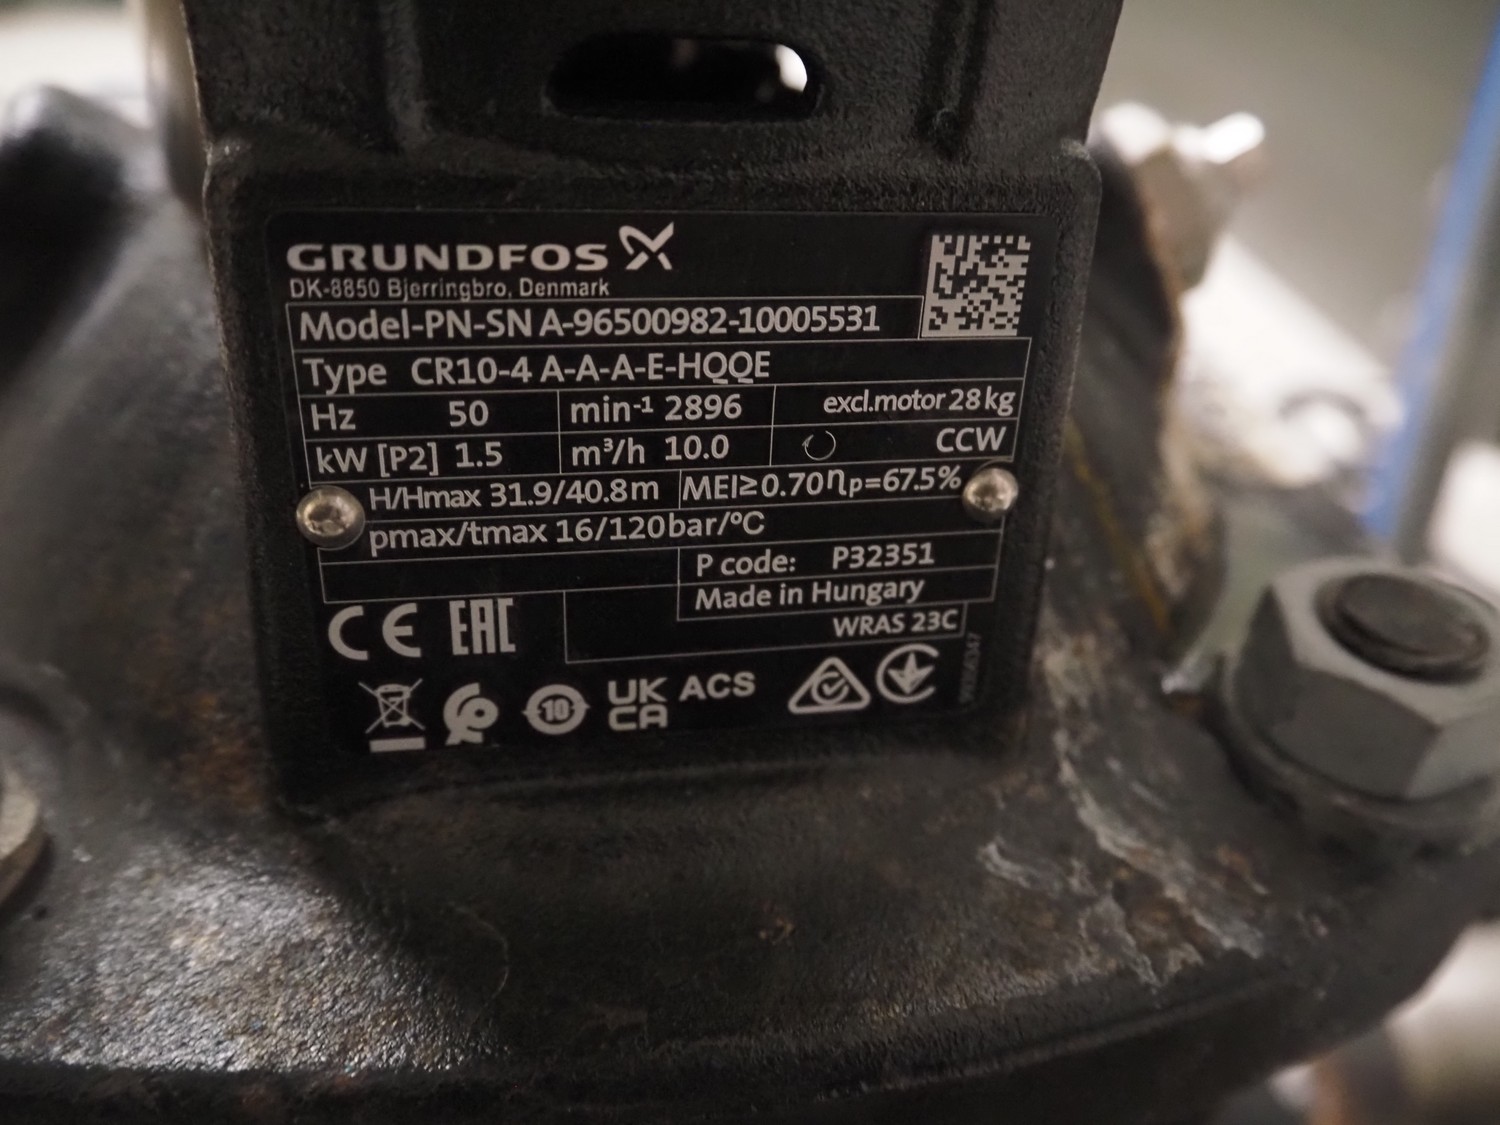 GRUNDFOS
DK-8850 Bjerringbro, Denmark
Model-PN-SN A-96500982-10005531
Type CR10-4 A-A-A-E-HQQE
Hz 50 min-1 2896 excl.motor 28 kg
kW [P2] 1.5 m³/h 10.0 CCW
H/Hmax 31.9/40.8m MEI≥0.70 ηp=67.5%
pmax/tmax 16/120bar/°C
P code: P32351
Made in Hungary
WRAS 23C
CE EAC
10 UK CA ACS